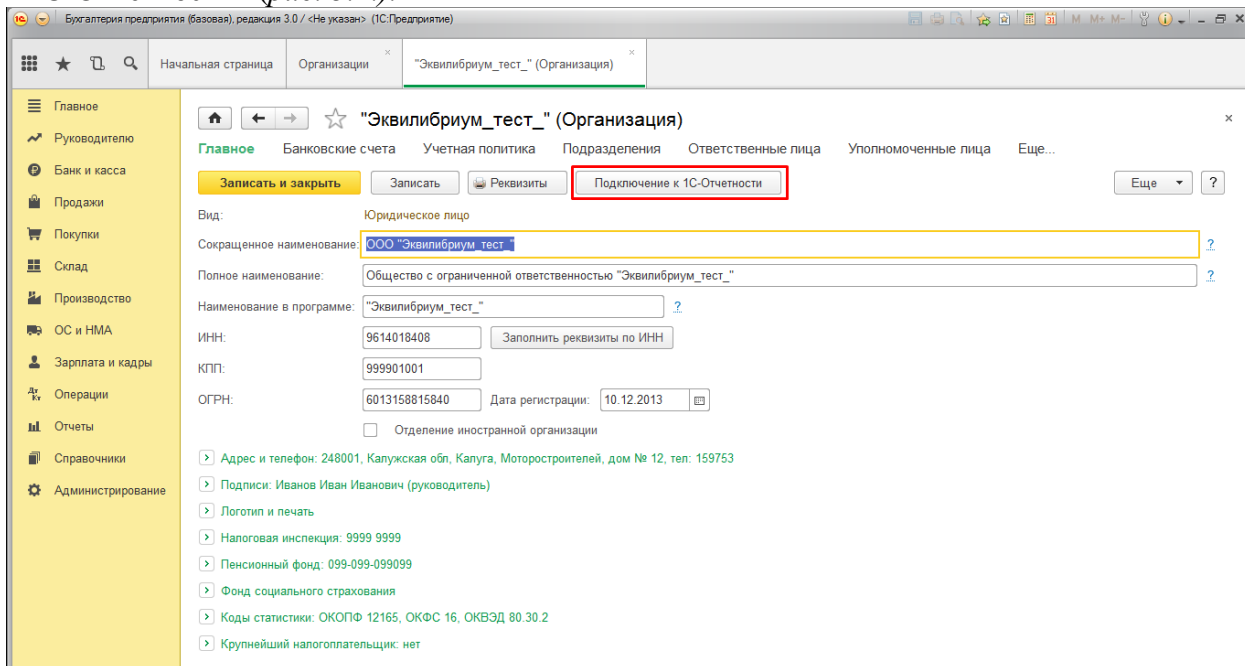 Бухгалтерия предприятия (базовая), редакция 3.0 / <Не указан> (1С:Предприятие)
M M+ M-
Начальная страница
Организации
"Эквилибриум_тест_" (Организация)
Главное
Руководителю
Банк и касса
Продажи
Покупки
Склад
Производство
ОС и НМА
Зарплата и кадры
Операции
Отчеты
Справочники
Администрирование
"Эквилибриум_тест_" (Организация)
Главное Банковские счета Учетная политика Подразделения Ответственные лица Уполномоченные лица Еще...
Записать и закрыть Записать Реквизиты Подключение к 1С-Отчетности Еще ?
Вид: Юридическое лицо
Сокращенное наименование: ООО "Эквилибриум_тест_" ?
Полное наименование: Общество с ограниченной ответственностью "Эквилибриум_тест_" ?
Наименование в программе: "Эквилибриум_тест_" ?
ИНН: 9614018408 Заполнить реквизиты по ИНН
КПП: 999901001
ОГРН: 6013158815840 Дата регистрации: 10.12.2013
Отделение иностранной организации
Адрес и телефон: 248001, Калужская обл, Калуга, Моторостроителей, дом № 12, тел: 159753
Подписи: Иванов Иван Иванович (руководитель)
Логотип и печать
Налоговая инспекция: 9999 9999
Пенсионный фонд: 099-099-099099
Фонд социального страхования
Коды статистики: ОКОПФ 12165, ОКФС 16, ОКВЭД 80.30.2
Крупнейший налогоплательщик: нет